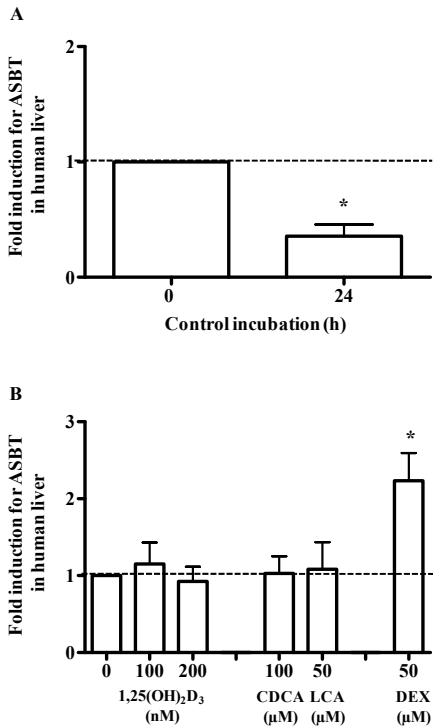 A
Fold induction for ASBT
in human liver
2
1
0
*
0 24
Control incubation (h)
B
Fold induction for ASBT
in human liver
3
2
1
0
*
0 100 200 100 50 50
1,25(OH)₂D₃ CDCA LCA DEX
(nM) (µM) (µM) (µM)